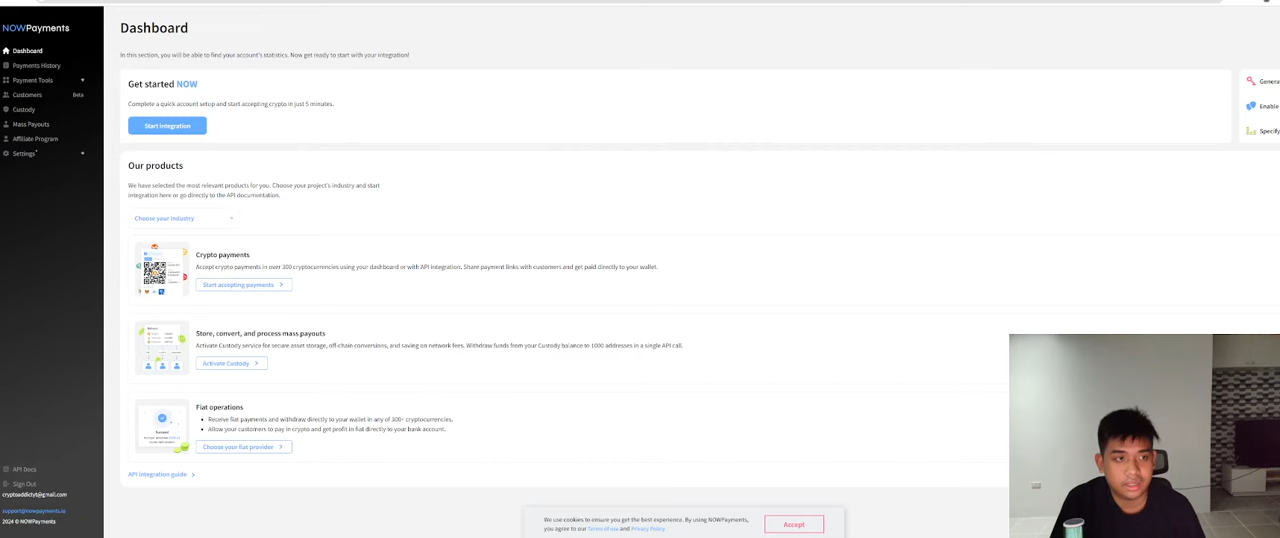 NOWPayments
Dashboard
Payments History
Payment Tools
Customers Beta
Custody
Mass Payouts
Affiliate Program
Settings
API Docs
Sign Out
cryptoaddictyt@gmail.com
support@nowpayments.io
2024 © NOWPayments
Dashboard
In this section, you will be able to find your account's statistics. Now get ready to start with your integration!
Get started NOW
Complete a quick account setup and start accepting crypto in just 5 minutes.
Start integration
Enable
Specify
Our products
We have selected the most relevant products for you. Choose your project's industry and start
integration here or go directly to the API documentation.
Choose your industry
Crypto payments
Accept crypto payments in over 300 cryptocurrencies using your dashboard or with API integration. Share payment links with customers and get paid directly to your wallet.
Start accepting payments
Store, convert, and process mass payouts
Activate Custody service for secure asset storage, off-chain conversions, and saving on network fees. Withdraw funds from your Custody balance to 1000 addresses in a single API call.
Activate Custody
Fiat operations
• Receive fiat payments and withdraw directly to your wallet in any of 300+ cryptocurrencies.
• Allow your customers to pay in crypto and get profit in fiat directly to your bank account.
Choose your fiat provider
API integration guide
We use cookies to ensure you get the best experience. By using NOWPayments,
you agree to our Terms of use and Privacy Policy
Accept